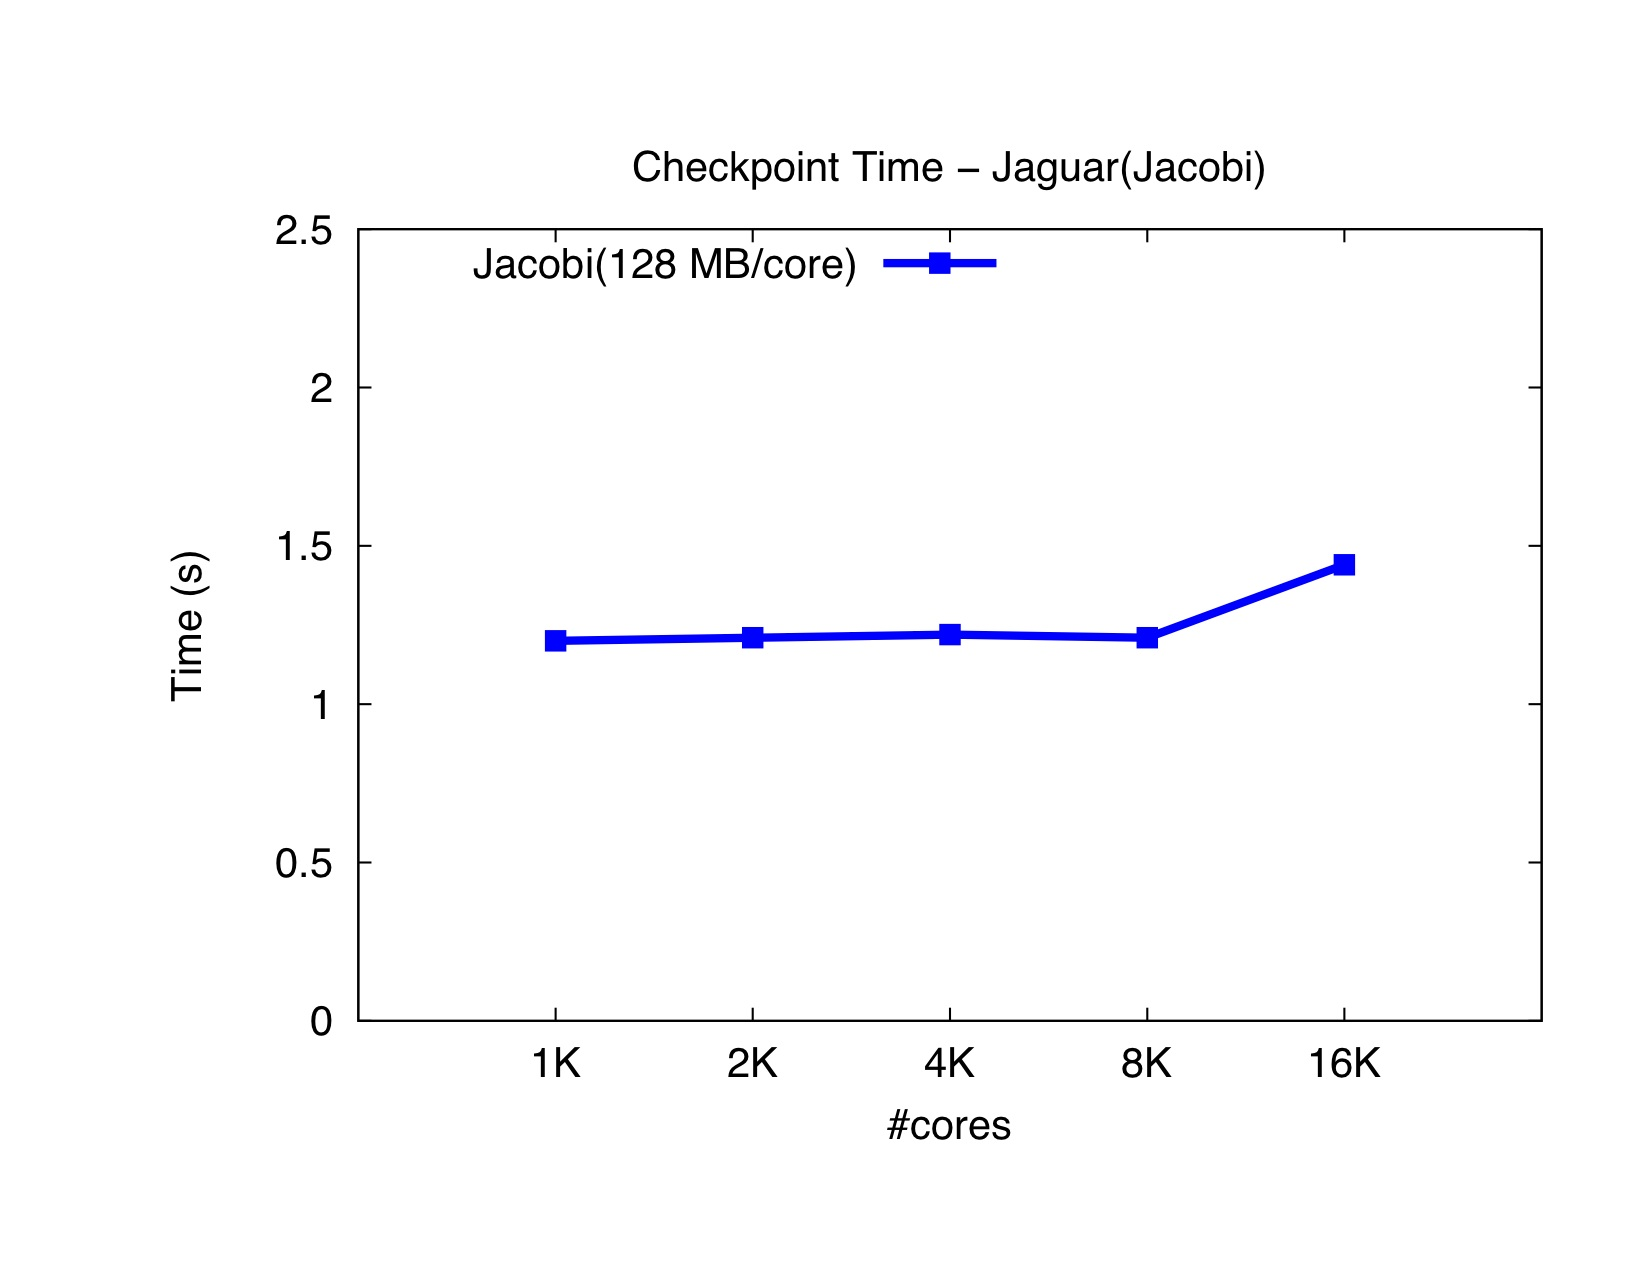 Checkpoint Time – Jaguar(Jacobi)
Jacobi(128 MB/core)
2.5
2
1.5
1
0.5
0
Time (s)
1K 2K 4K 8K 16K
#cores